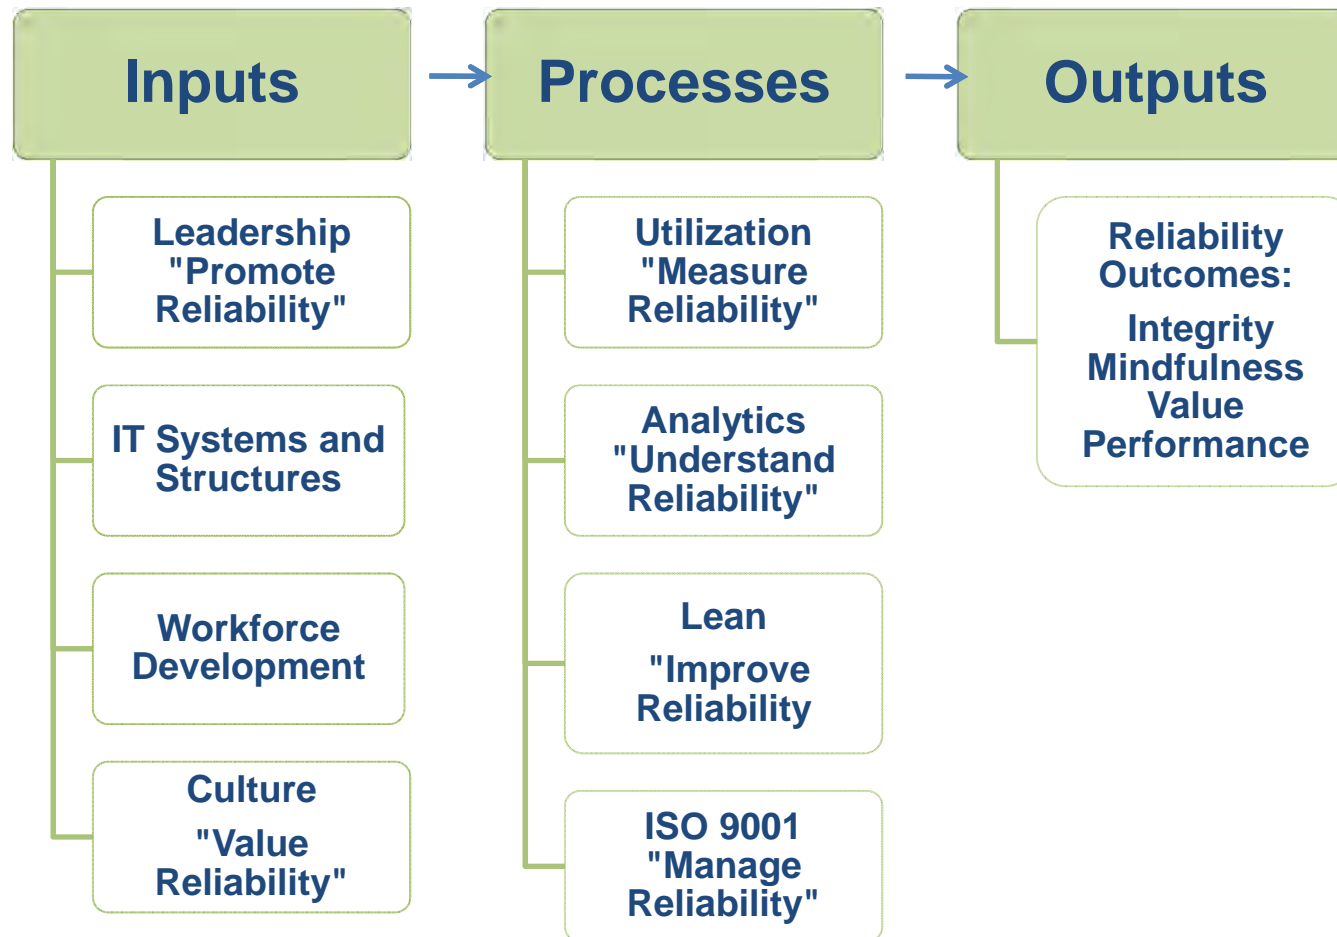 Inputs
Leadership
"Promote
Reliability"
IT Systems and
Structures
Workforce
Development
Culture
"Value
Reliability"
Processes
Utilization
"Measure
Reliability"
Analytics
"Understand
Reliability"
Lean
"Improve
Reliability
ISO 9001
"Manage
Reliability"
Outputs
Reliability
Outcomes:
Integrity
Mindfulness
Value
Performance